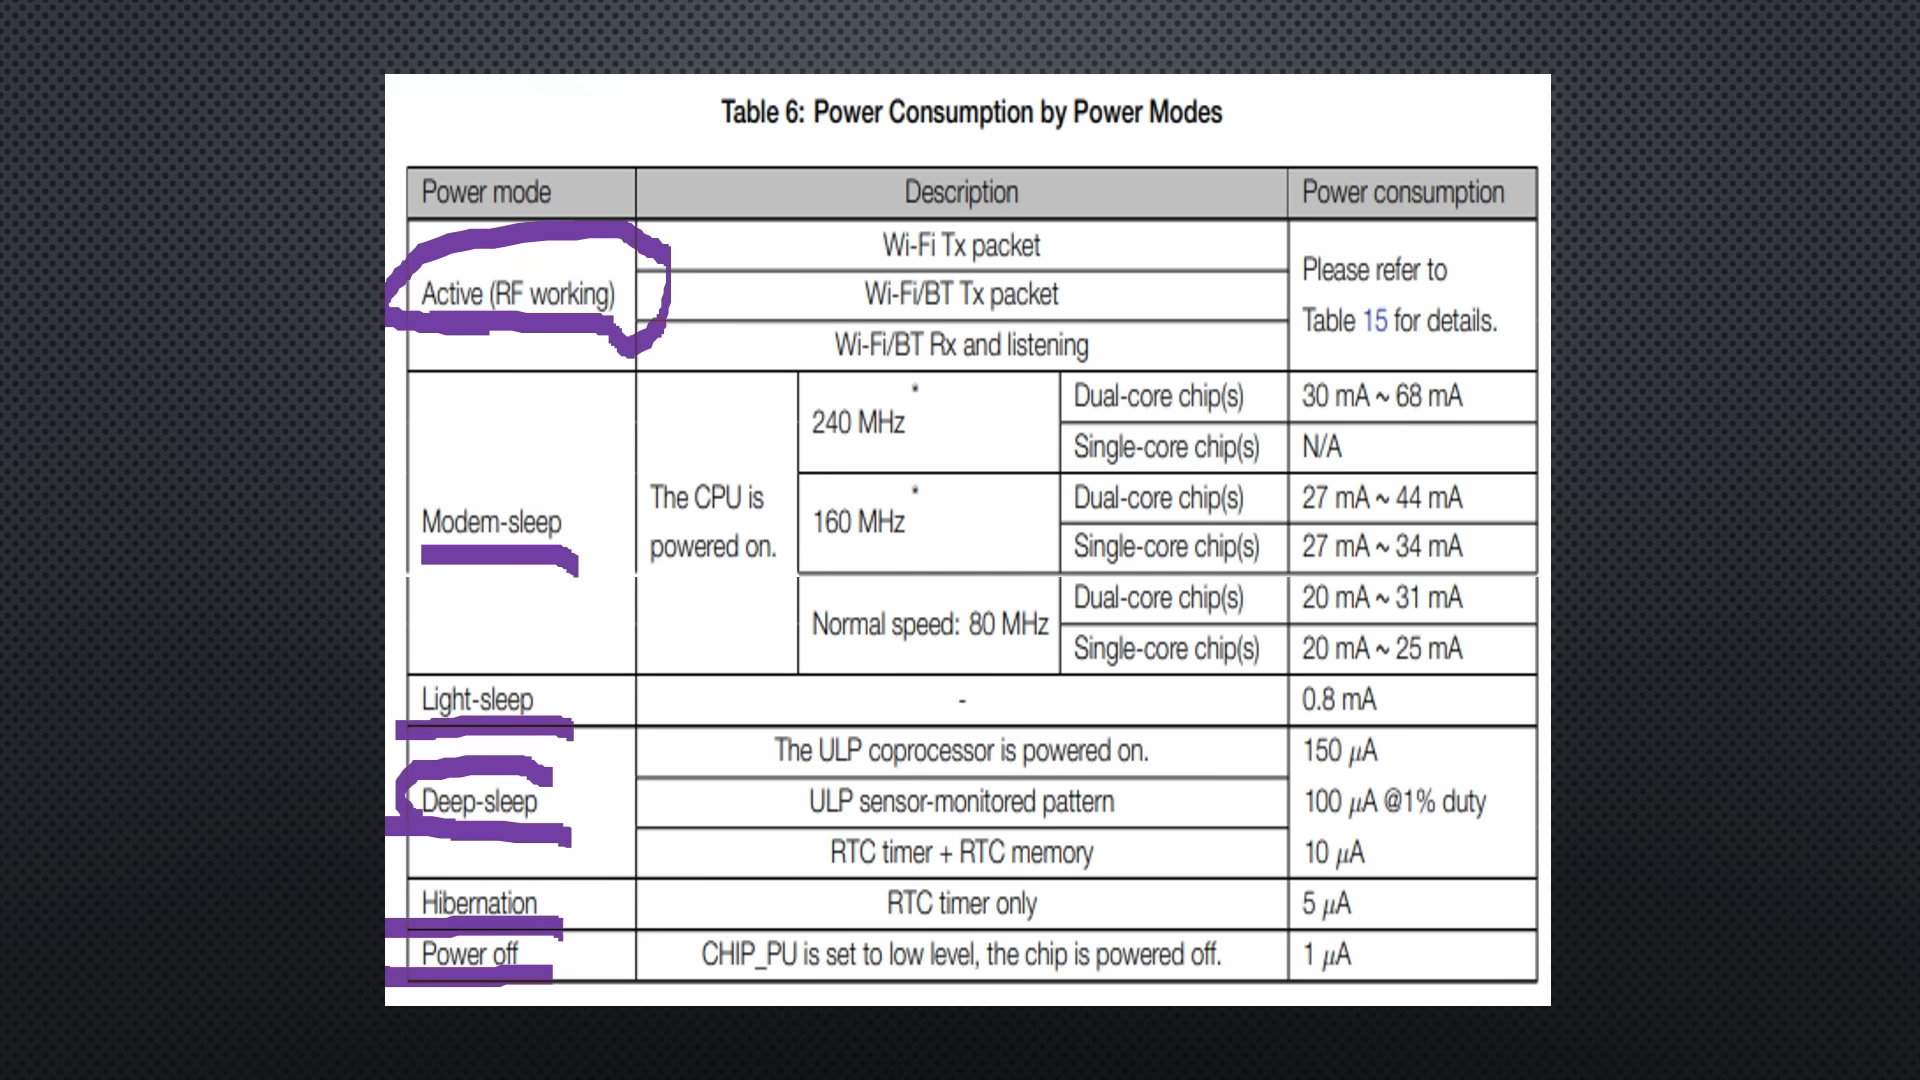 Table 6: Power Consumption by Power Modes
Power mode Description Power consumption
Active (RF working)
Wi-Fi Tx packet
Wi-Fi/BT Tx packet
Wi-Fi/BT Rx and listening
Please refer to
Table 15 for details.
Modem-sleep
The CPU is
powered on.
240 MHz *
Dual-core chip(s) 30 mA ~ 68 mA
Single-core chip(s) N/A
160 MHz *
Dual-core chip(s) 27 mA ~ 44 mA
Single-core chip(s) 27 mA ~ 34 mA
Normal speed: 80 MHz
Dual-core chip(s) 20 mA ~ 31 mA
Single-core chip(s) 20 mA ~ 25 mA
Light-sleep - 0.8 mA
Deep-sleep
The ULP coprocessor is powered on. 150 μA
ULP sensor-monitored pattern 100 μA @1% duty
RTC timer + RTC memory 10 μA
Hibernation RTC timer only 5 μA
Power off CHIP_PU is set to low level, the chip is powered off. 1 μA